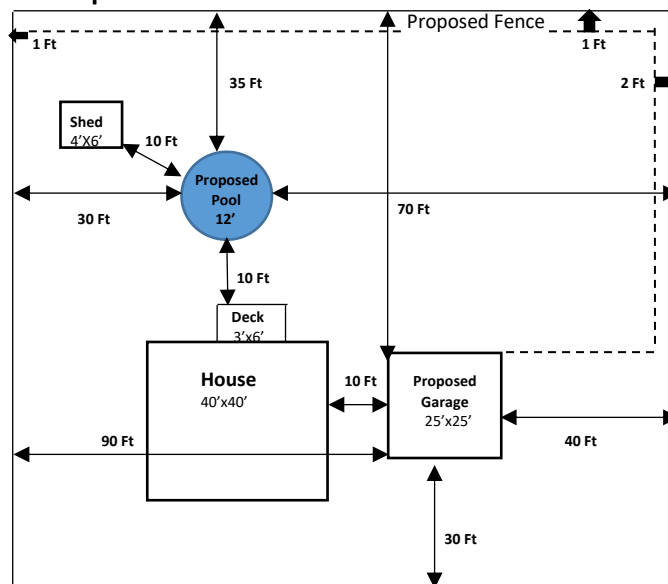 Proposed Fence
1 Ft
1 Ft
2 Ft
35 Ft
Shed
4’X6’
10 Ft
Proposed
Pool
12’
30 Ft
70 Ft
10 Ft
Deck
3’x6’
House
40’x40’
10 Ft
Proposed
Garage
25’x25’
90 Ft
40 Ft
30 Ft